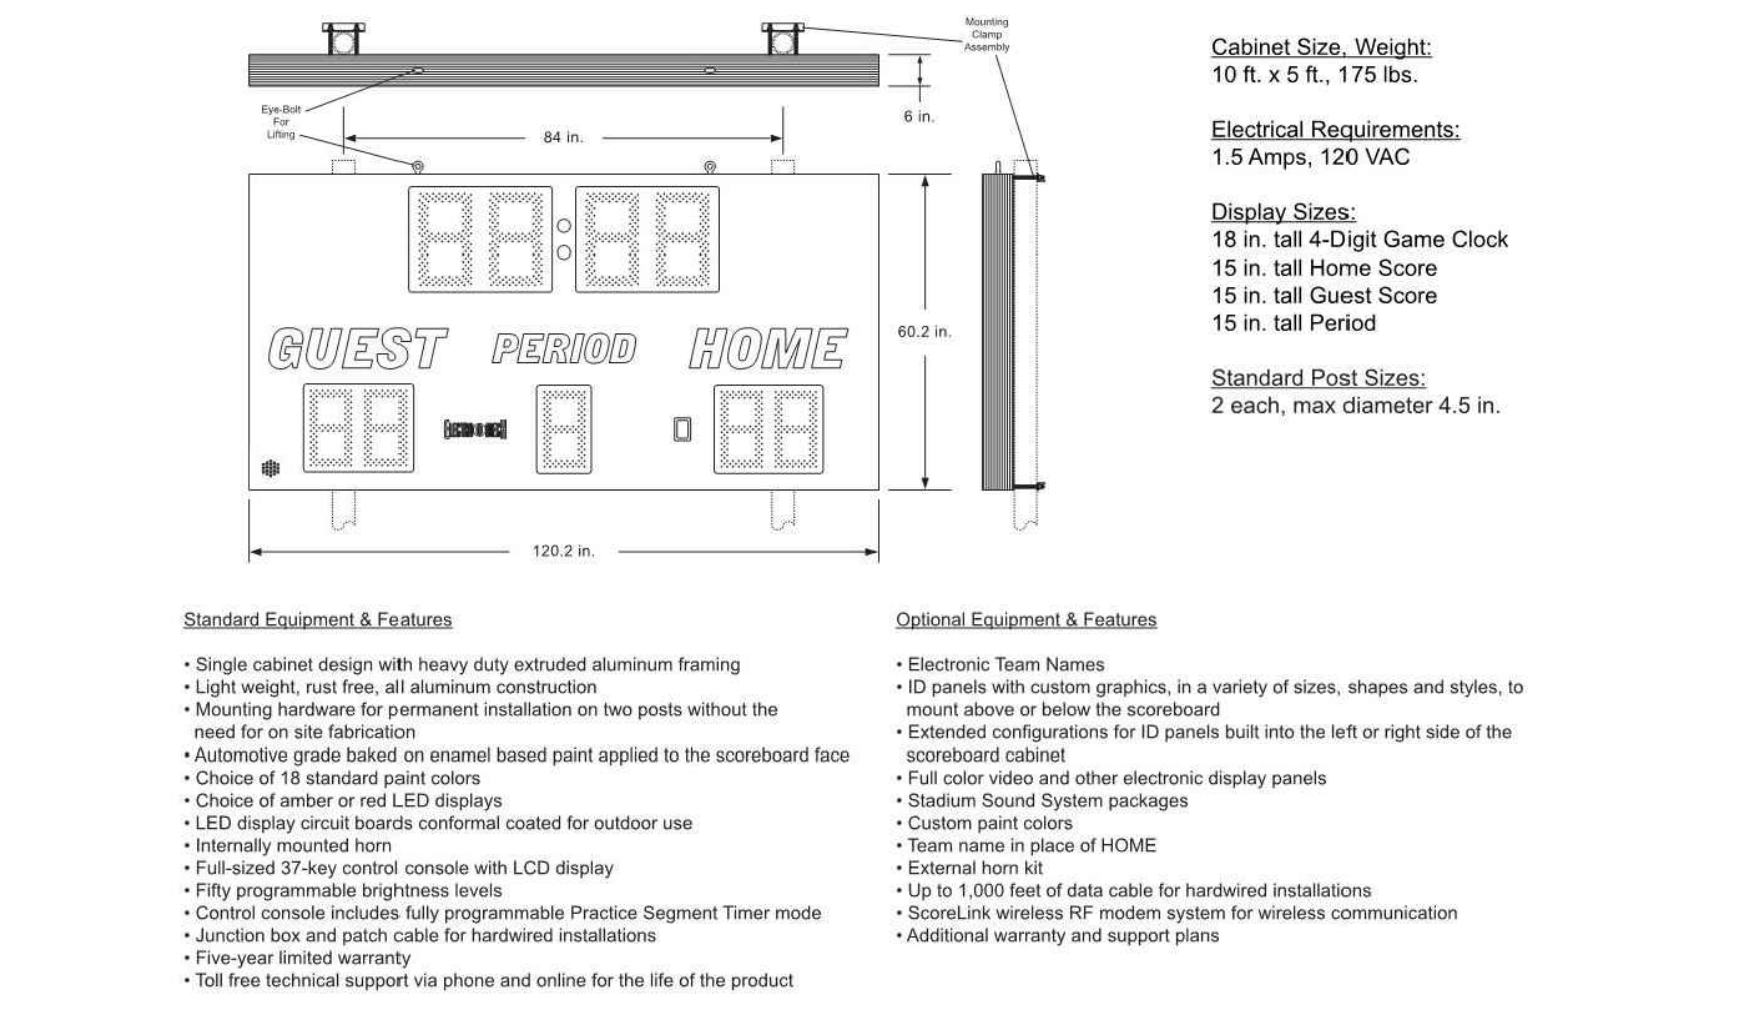 Mounting
Clamp
Assembly
Eye-Bolt
For
Lifting
84 in.
6 in.
60.2 in.
GUEST
PERIOD
HOME
120.2 in.
Cabinet Size, Weight:
10 ft. x 5 ft., 175 lbs.
Electrical Requirements:
1.5 Amps, 120 VAC
Display Sizes:
18 in. tall 4-Digit Game Clock
15 in. tall Home Score
15 in. tall Guest Score
15 in. tall Period
Standard Post Sizes:
2 each, max diameter 4.5 in.
Standard Equipment & Features
• Single cabinet design with heavy duty extruded aluminum framing
• Light weight, rust free, all aluminum construction
• Mounting hardware for permanent installation on two posts without the
need for on site fabrication
• Automotive grade baked on enamel based paint applied to the scoreboard face
• Choice of 18 standard paint colors
• Choice of amber or red LED displays
• LED display circuit boards conformal coated for outdoor use
• Internally mounted horn
• Full-sized 37-key control console with LCD display
• Fifty programmable brightness levels
• Control console includes fully programmable Practice Segment Timer mode
• Junction box and patch cable for hardwired installations
• Five-year limited warranty
• Toll free technical support via phone and online for the life of the product
Optional Equipment & Features
• Electronic Team Names
• ID panels with custom graphics, in a variety of sizes, shapes and styles, to
mount above or below the scoreboard
• Extended configurations for ID panels built into the left or right side of the
scoreboard cabinet
• Full color video and other electronic display panels
• Stadium Sound System packages
• Custom paint colors
• Team name in place of HOME
• External horn kit
• Up to 1,000 feet of data cable for hardwired installations
• ScoreLink wireless RF modem system for wireless communication
• Additional warranty and support plans